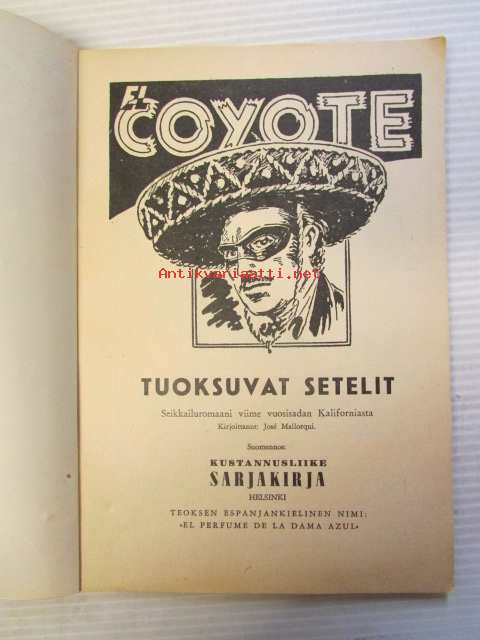 EL
COYOTE
Antikvariaatti.net
TUOKSUVAT SETELIT
Seikkailuromaani viime vuosisadan Kaliforniasta
Kirjoittanut: José Mallorqui.
Suomennos:
KUSTANNUSLIIKE
SARJAKIRJA
HELSINKI
TEOKSEN ESPANJANKIELINEN NIMI:
»EL PERFUME DE LA DAMA AZUL»